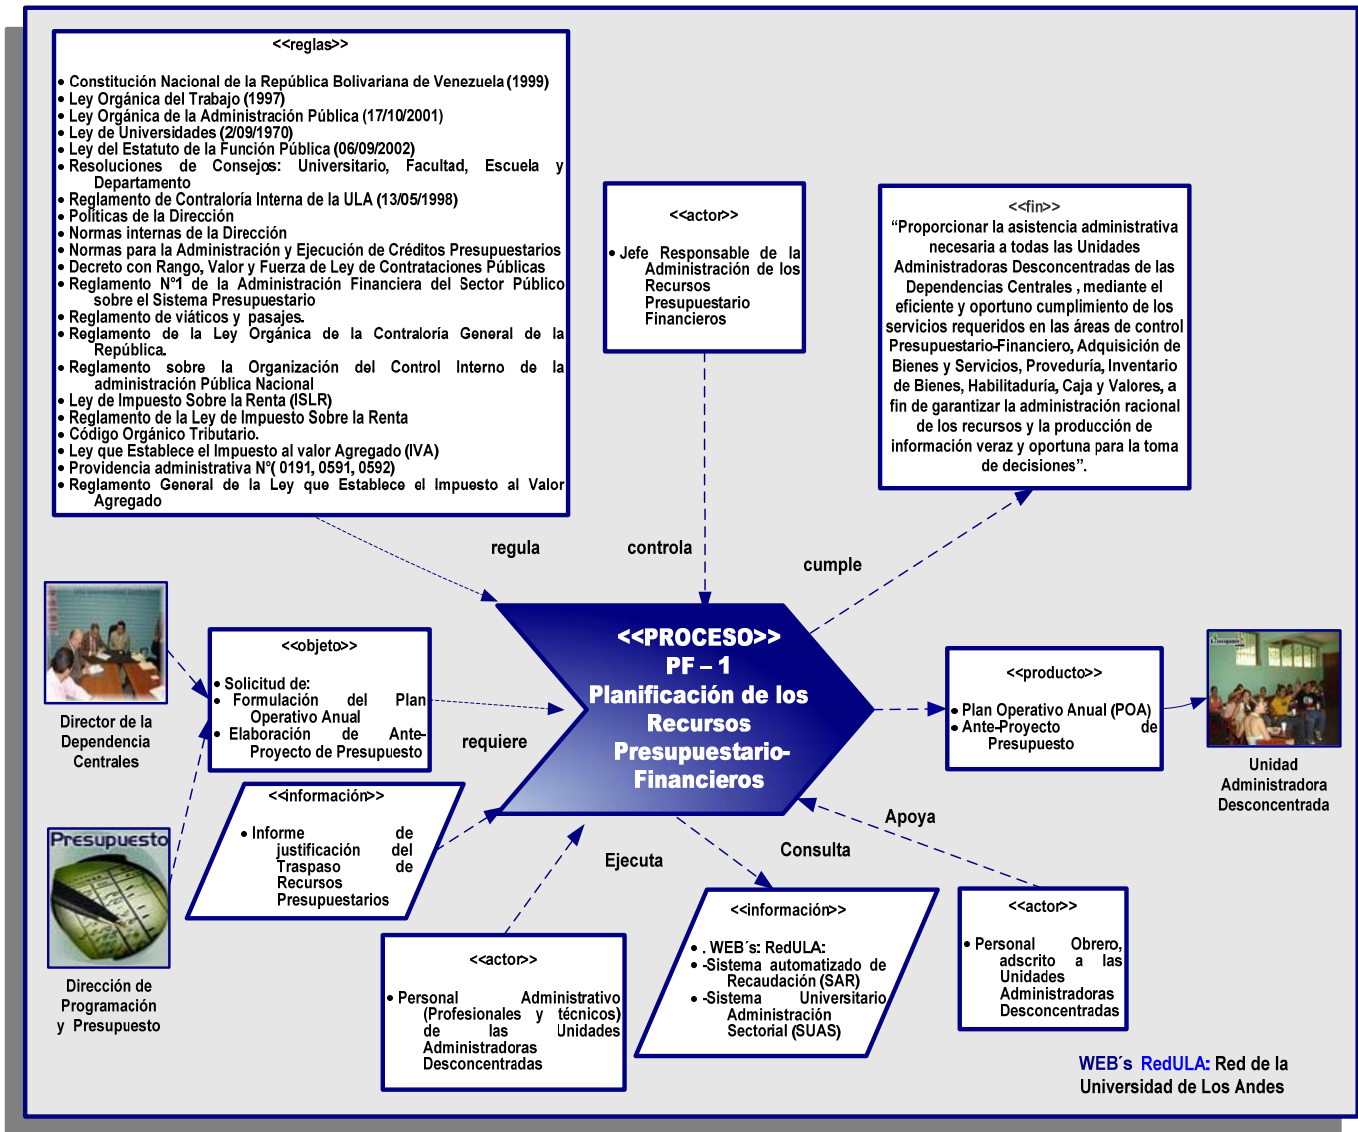 <<reglas>>
• Constitución Nacional de la República Bolivariana de Venezuela (1999)
• Ley Orgánica del Trabajo (1997)
• Ley Orgánica de la Administración Pública (17/10/2001)
• Ley de Universidades (2/09/1970)
• Ley del Estatuto de la Función Pública (06/09/2002)
• Resoluciones de Consejos: Universitario, Facultad, Escuela y
Departamento
• Reglamento de Contraloría Interna de la ULA (13/05/1998)
• Políticas de la Dirección
• Normas internas de la Dirección
• Normas para la Administración y Ejecución de Créditos Presupuestarios
• Decreto con Rango, Valor y Fuerza de Ley de Contrataciones Públicas
• Reglamento N°1 de la Administración Financiera del Sector Público
sobre el Sistema Presupuestario
• Reglamento de viáticos y pasajes.
• Reglamento de la Ley Orgánica de la Contraloría General de la
República.
• Reglamento sobre la Organización del Control Interno de la
administración Pública Nacional
• Ley de Impuesto Sobre la Renta (ISLR)
• Reglamento de la Ley de Impuesto Sobre la Renta
• Código Orgánico Tributario.
• Ley que Establece el Impuesto al valor Agregado (IVA)
• Providencia administrativa N°( 0191, 0591, 0592)
• Reglamento General de la Ley que Establece el Impuesto al Valor
Agregado
<<actor>>
• Jefe Responsable de la
Administración de los
Recursos
Presupuestario
Financieros
<<fin>>
“Proporcionar la asistencia administrativa
necesaria a todas las Unidades
Administradoras Desconcentradas de las
Dependencias Centrales , mediante el
eficiente y oportuno cumplimiento de los
servicios requeridos en las áreas de control
Presupuestario-Financiero, Adquisición de
Bienes y Servicios, Proveduría, Inventario
de Bienes, Habilitaduría, Caja y Valores, a
fin de garantizar la administración racional
de los recursos y la producción de
información veraz y oportuna para la toma
de decisiones”.
regula
controla
cumple
Director de la
Dependencia
Centrales
<<objeto>>
• Solicitud de:
• Formulación del Plan
Operativo Anual
• Elaboración de Ante-
Proyecto de Presupuesto
requiere
<<PROCESO>>
PF – 1
Planificación de los
Recursos
Presupuestario-
Financieros
<<producto>>
• Plan Operativo Anual (POA)
• Ante-Proyecto de
Presupuesto
Unidad
Administradora
Desconcentrada
Presupuesto
Dirección de
Programación
y Presupuesto
<<información>>
• Informe de
justificación del
Traspaso de
Recursos
Presupuestarios
Ejecuta
Consulta
Apoya
<<actor>>
• Personal Administrativo
(Profesionales y técnicos)
de las Unidades
Administradoras
Desconcentradas
<<información>>
• . WEB´s: RedULA:
• -Sistema automatizado de
Recaudación (SAR)
• -Sistema Universitario
Administración
Sectorial (SUAS)
<<actor>>
• Personal Obrero,
adscrito a las
Unidades
Administradoras
Desconcentradas
WEB´s RedULA: Red de la
Universidad de Los Andes